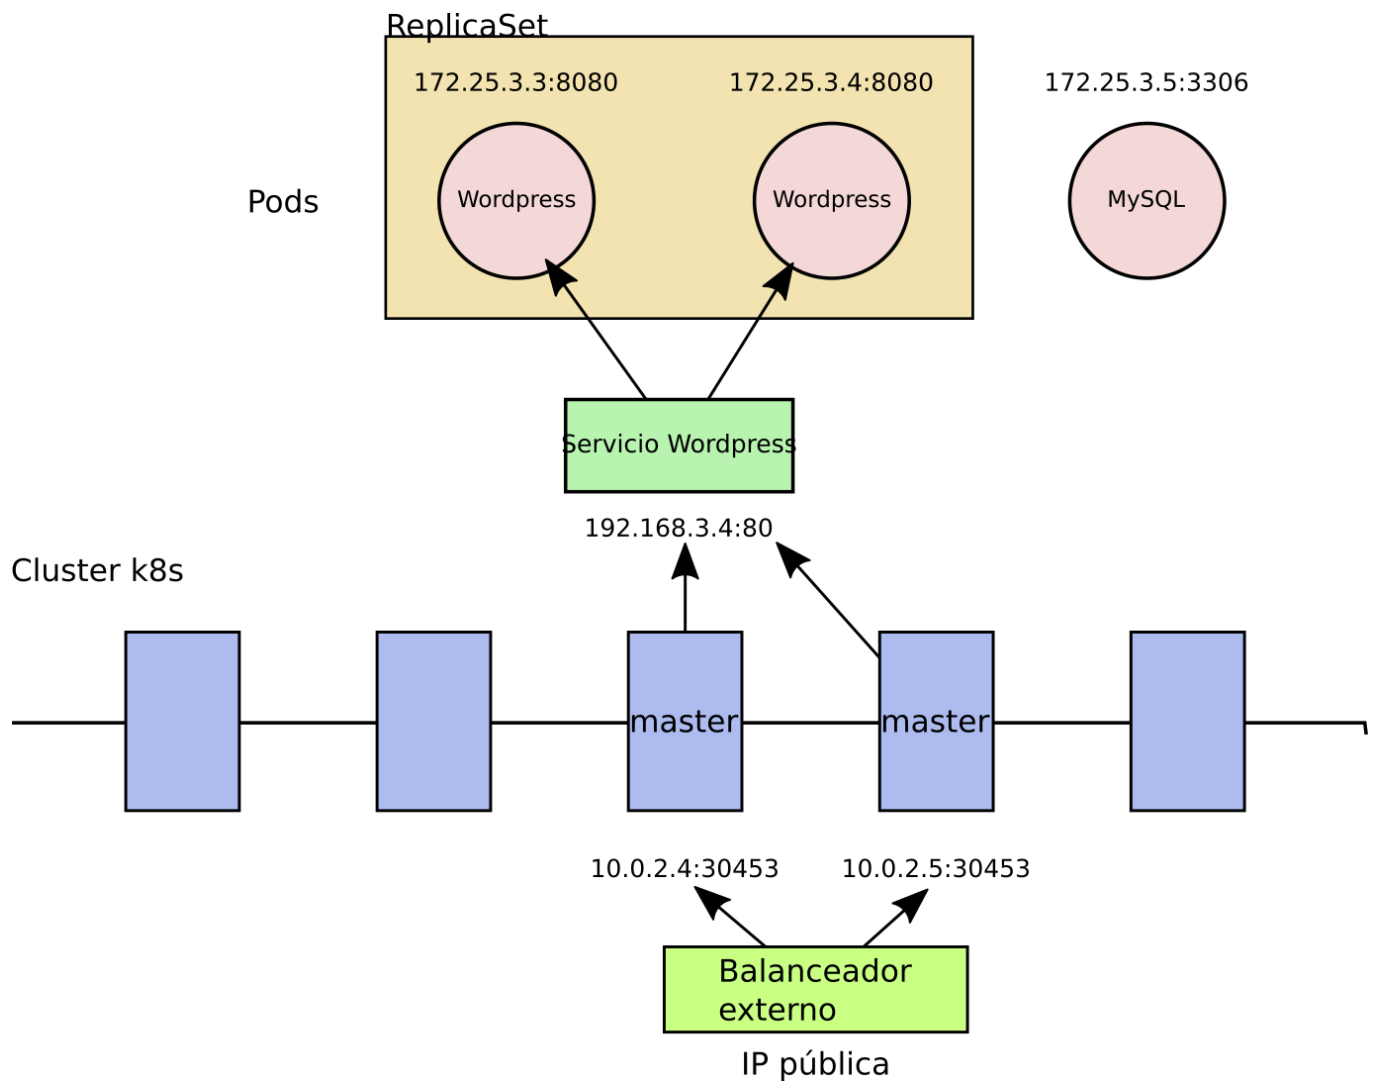 ReplicaSet
172.25.3.3:8080
172.25.3.4:8080
172.25.3.5:3306
Pods
Wordpress
Wordpress
MySQL
Servicio Wordpress
192.168.3.4:80
Cluster k8s
master
master
10.0.2.4:30453
10.0.2.5:30453
Balanceador
externo
IP pública